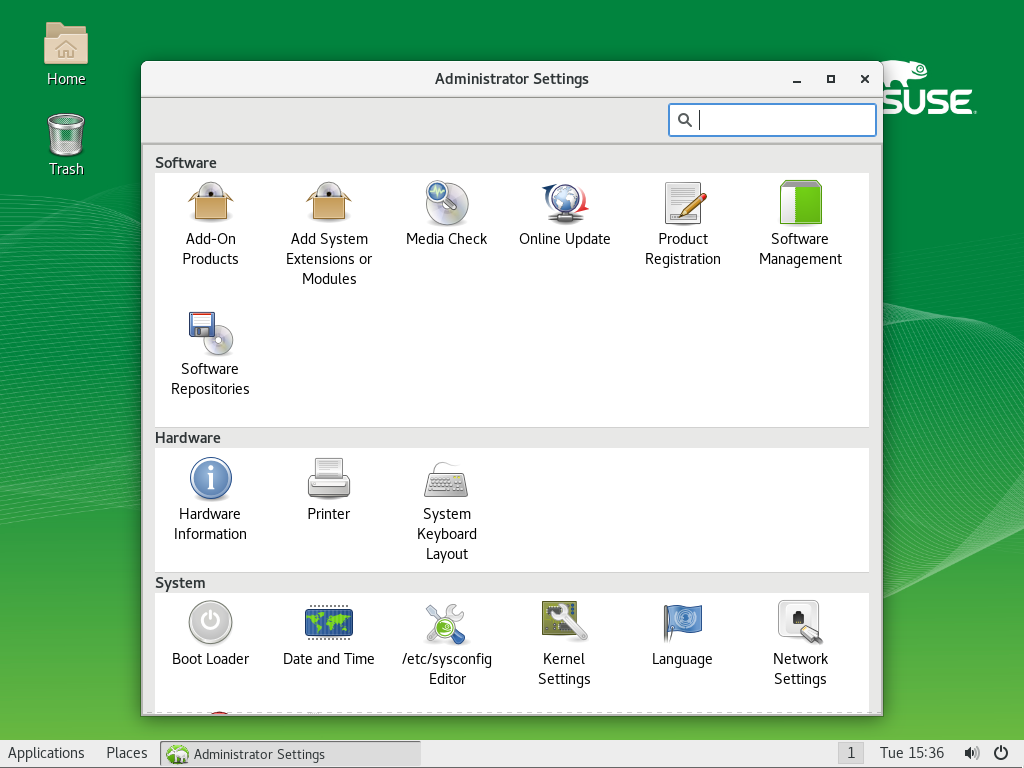 Home
Trash
Administrator Settings
SUSE
Software
Add-On
Products
Add System
Extensions or
Modules
Media Check
Online Update
Product
Registration
Software
Management
Software
Repositories
Hardware
Hardware
Information
Printer
System
Keyboard
Layout
System
Boot Loader
Date and Time
/etc/sysconfig
Editor
Kernel
Settings
Language
Network
Settings
Applications Places Administrator Settings 1 Tue 15:36